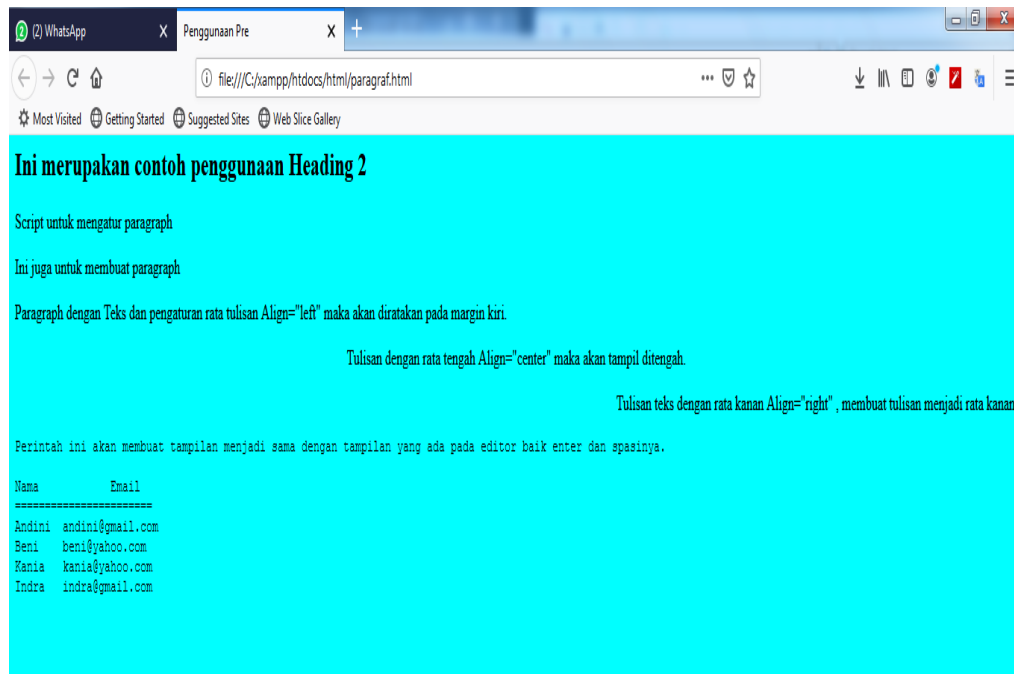 (2) WhatsApp X Penggunaan Pre X +
file:///C:/xampp/htdocs/html/paragraf.html
Most Visited Getting Started Suggested Sites Web Slice Gallery
Ini merupakan contoh penggunaan Heading 2
Script untuk mengatur paragraph
Ini juga untuk membuat paragraph
Paragraph dengan Teks dan pengaturan rata tulisan Align="left" maka akan diratakan pada margin kiri.
Tulisan dengan rata tengah Align="center" maka akan tampil ditengah.
Tulisan teks dengan rata kanan Align="right" , membuat tulisan menjadi rata kanan
Perintah ini akan membuat tampilan menjadi sama dengan tampilan yang ada pada editor baik enter dan spasinya.
Nama Email
=======================
Andini andini@gmail.com
Beni beni@yahoo.com
Kania kania@yahoo.com
Indra indra@gmail.com